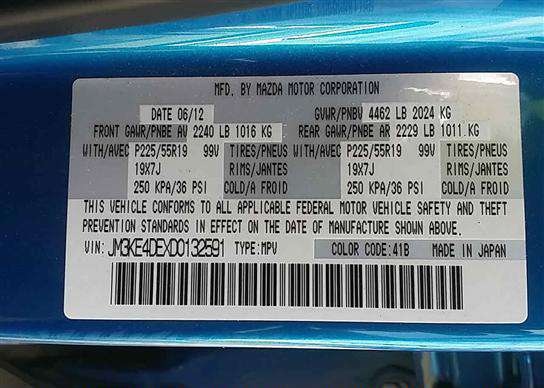 MFD. BY MAZDA MOTOR CORPORATION
DATE 06/12 GVWR/PNBV 4462 LB 2024 KG
FRONT GAWR/PNBE AV 2240 LB 1016 KG REAR GAWR/PNBE AR 2229 LB 1011 KG
WITH/AVEC P225/55R19 99V TIRES/PNEUS WITH/AVEC P225/55R19 99V TIRES/PNEUS
19X7J RIMS/JANTES 19X7J RIMS/JANTES
250 KPA/36 PSI COLD/A FROID 250 KPA/36 PSI COLD/A FROID
THIS VEHICLE CONFORMS TO ALL APPLICABLE FEDERAL MOTOR VEHICLE SAFETY AND THEFT
PREVENTION STANDARDS IN EFFECT ON THE DATE OF MANUFACTURE SHOWN ABOVE.
VIN: JM3KE4DEXD0132591 TYPE:MPV COLOR CODE:41B MADE IN JAPAN